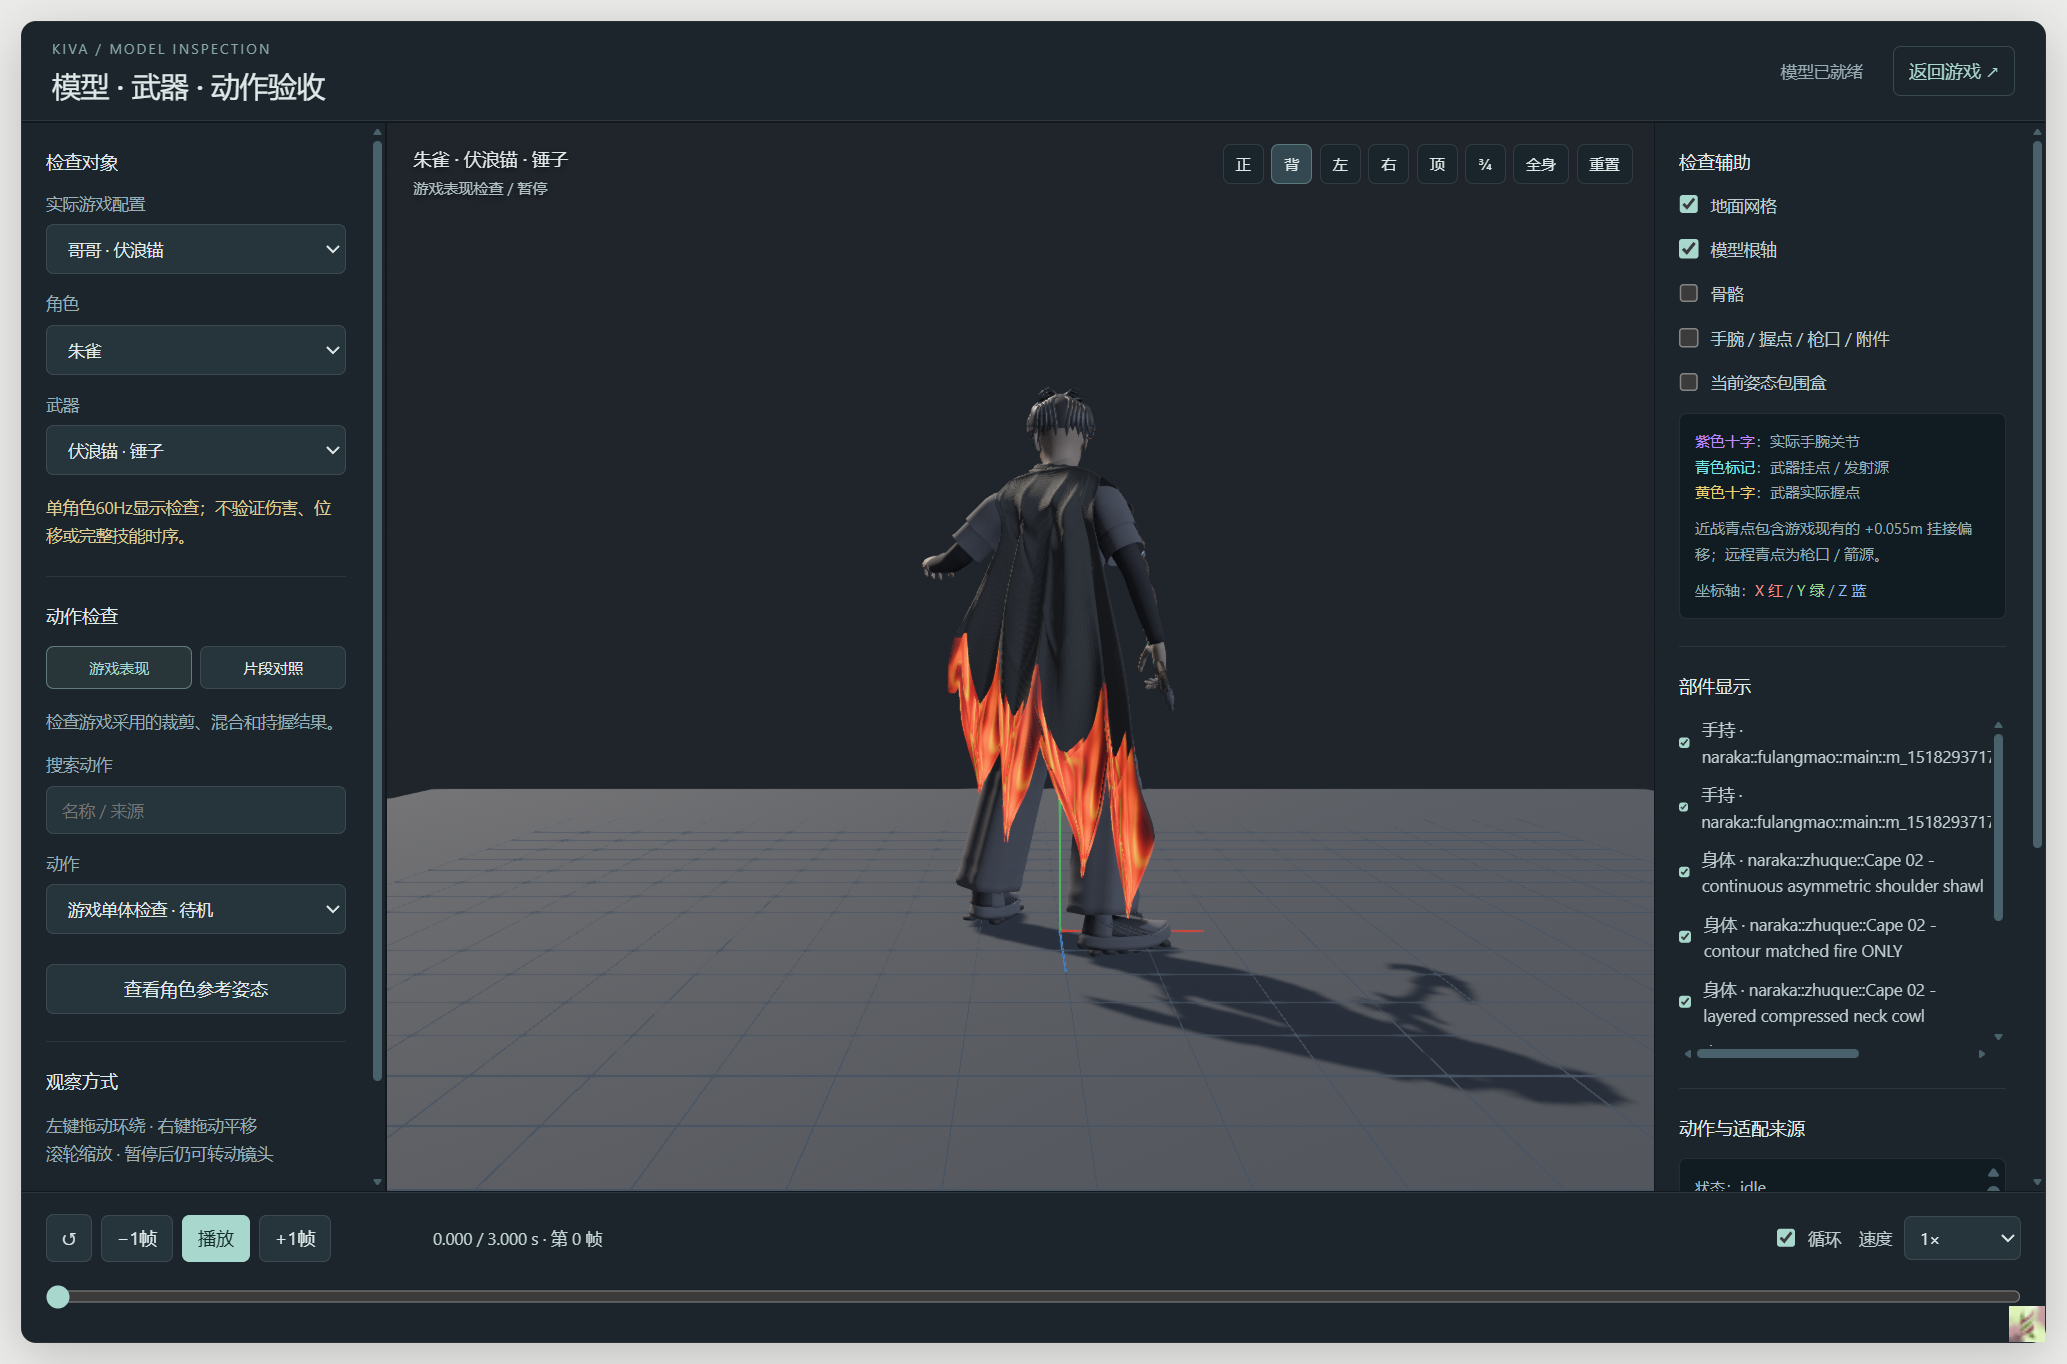 KIVA / MODEL INSPECTION
模型 · 武器 · 动作验收
模型已就绪
返回游戏 ↗
检查对象
实际游戏配置
哥哥 · 伏浪锚
角色
朱雀
武器
伏浪锚 · 锤子
单角色60Hz显示检查；不验证伤害、位
移或完整技能时序。
动作检查
游戏表现
片段对照
检查游戏采用的裁剪、混合和持握结果。
搜索动作
名称 / 来源
动作
游戏单体检查 · 待机
查看角色参考姿态
观察方式
左键拖动环绕 · 右键拖动平移
滚轮缩放 · 暂停后仍可转动镜头
朱雀 · 伏浪锚 · 锤子
游戏表现检查 / 暂停
正
背
左
右
顶
¾
全身
重置
检查辅助
地面网格
模型根轴
骨骼
手腕 / 握点 / 枪口 / 附件
当前姿态包围盒
紫色十字：实际手腕关节
青色标记：武器挂点 / 发射源
黄色十字：武器实际握点
近战青点包含游戏现有的 +0.055m 挂接偏
移；远程青点为枪口 / 箭源。
坐标轴：X 红 / Y 绿 / Z 蓝
部件显示
手持 ·
naraka::fulangmao::main::m_1518293717
手持 ·
naraka::fulangmao::main::m_1518293717
身体 · naraka::zhuque::Cape 02 -
continuous asymmetric shoulder shawl
身体 · naraka::zhuque::Cape 02 -
contour matched fire ONLY
身体 · naraka::zhuque::Cape 02 -
layered compressed neck cowl
动作与适配来源
状态：idle
↺
−1帧
播放
+1帧
0.000 / 3.000 s · 第 0 帧
循环
速度
1×